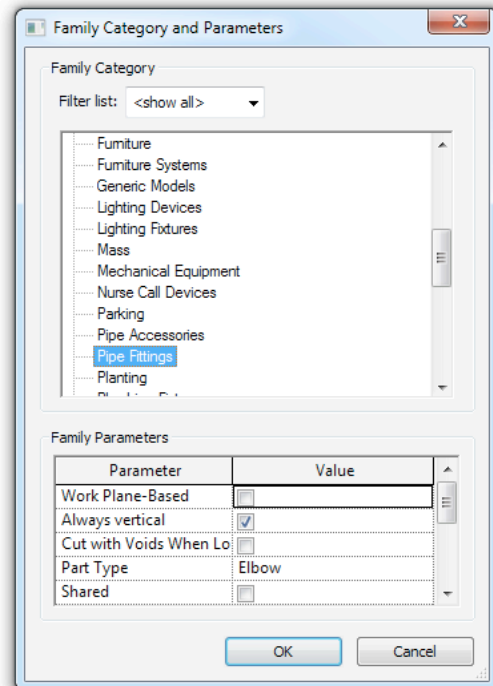 Family Category and Parameters
Family Category
Filter list: <show all>
Furniture
Furniture Systems
Generic Models
Lighting Devices
Lighting Fixtures
Mass
Mechanical Equipment
Nurse Call Devices
Parking
Pipe Accessories
Pipe Fittings
Planting
Family Parameters
Parameter Value
Work Plane-Based
Always vertical
Cut with Voids When Lo
Part Type Elbow
Shared
OK Cancel